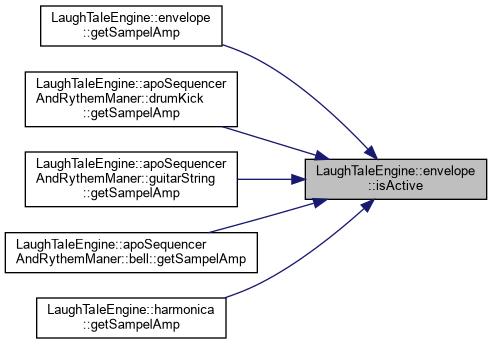 LaughTaleEngine::envelope
::getSampelAmp
LaughTaleEngine::apoSequencer
AndRythemManer::drumKick
::getSampelAmp
LaughTaleEngine::apoSequencer
AndRythemManer::guitarString
::getSampelAmp
LaughTaleEngine::apoSequencer
AndRythemManer::bell::getSampelAmp
LaughTaleEngine::harmonica
::getSampelAmp
LaughTaleEngine::envelope
::isActive